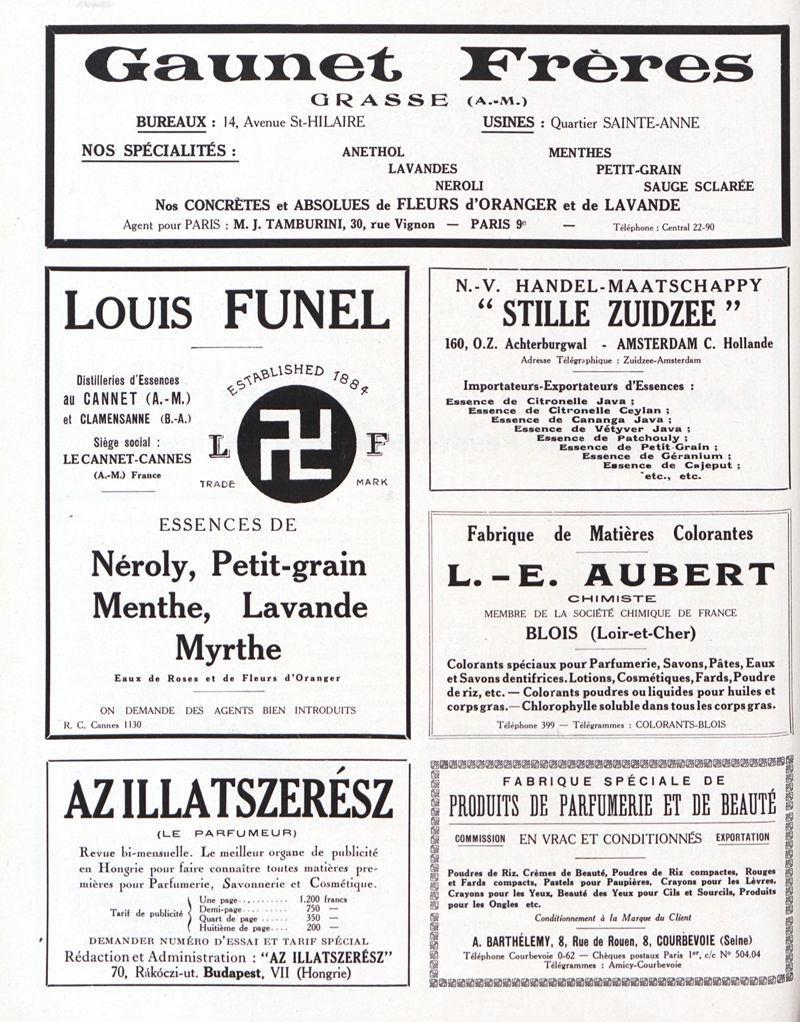 Gaunet Frères
GRASSE (A.-M.)
BUREAUX : 14, Avenue St-HILAIRE
USINES : Quartier SAINTE-ANNE
NOS SPÉCIALITÉS :
ANETHOL
MENTHES
LAVANDES
PETIT-GRAIN
NEROLI
SAUGE SCLARÉE
Nos CONCRÈTES et ABSOLUES de FLEURS d'ORANGER et de LAVANDE
Agent pour PARIS : M. J. TAMBURINI, 30, rue Vignon — PARIS 9e — Téléphone : Central 22-90
LOUIS FUNEL
Distilleries d'Essences
au CANNET (A.-M.)
et CLAMENSANNE (B.-A.)
Siège social :
LE CANNET-CANNES
(A.-M.) France
ESTABLISHED 1884
L F
TRADE MARK
ESSENCES DE
Néroly, Petit-grain
Menthe, Lavande
Myrthe
Eaux de Roses et de Fleurs d'Oranger
ON DEMANDE DES AGENTS BIEN INTRODUITS
R. C. Cannes 1130
N.-V. HANDEL-MAATSCHAPPY
“ STILLE ZUIDZEE ”
160, O.Z. Achterburgwal - AMSTERDAM C. Hollande
Adresse Télégraphique : Zuidzee-Amsterdam
Importateurs-Exportateurs d'Essences :
Essence de Citronelle Java ;
Essence de Citronelle Ceylan ;
Essence de Cananga Java ;
Essence de Vétyver Java ;
Essence de Patchouly ;
Essence de Petit Grain ;
Essence de Géranium ;
Essence de Cajeput ;
etc., etc.
Fabrique de Matières Colorantes
L.-E. AUBERT
CHIMISTE
MEMBRE DE LA SOCIÉTÉ CHIMIQUE DE FRANCE
BLOIS (Loir-et-Cher)
Colorants spéciaux pour Parfumerie, Savons, Pâtes, Eaux
et Savons dentifrices. Lotions, Cosmétiques, Fards, Poudre
de riz, etc. — Colorants poudres ou liquides pour huiles et
corps gras. — Chlorophylle soluble dans tous les corps gras.
Téléphone 399 — Télégrammes : COLORANTS-BLOIS
AZ ILLATSZERÉSZ
(LE PARFUMEUR)
Revue bi-mensuelle. Le meilleur organe de publicité
en Hongrie pour faire connaître toutes matières pre-
mières pour Parfumerie, Savonnerie et Cosmétique.
Tarif de publicité
Une page......... 1.200 francs
Demi-page........ 750 —
Quart de page ...... 350 —
Huitième de page.... 200 —
DEMANDER NUMÉRO D'ESSAI ET TARIF SPÉCIAL
Rédaction et Administration : "AZ ILLATSZERÉSZ"
70, Rákóczi-ut. Budapest, VII (Hongrie)
FABRIQUE SPÉCIALE DE
PRODUITS DE PARFUMERIE ET DE BEAUTÉ
COMMISSION EN VRAC ET CONDITIONNÉS EXPORTATION
Poudres de Riz, Crèmes de Beauté, Poudres de Riz compactes, Rouges
et Fards compacts, Pastels pour Paupières, Crayons pour les Lèvres,
Crayons pour les Yeux, Beauté des Yeux pour Cils et Sourcils, Produits
pour les Ongles etc.
Conditionnement à la Marque du Client
A. BARTHÉLEMY, 8, Rue de Rouen, 8, COURBEVOIE (Seine)
Téléphone Courbevoie 0-62 — Chèques postaux Paris 1er, c/c N° 504.04
Télégrammes : Amicy-Courbevoie